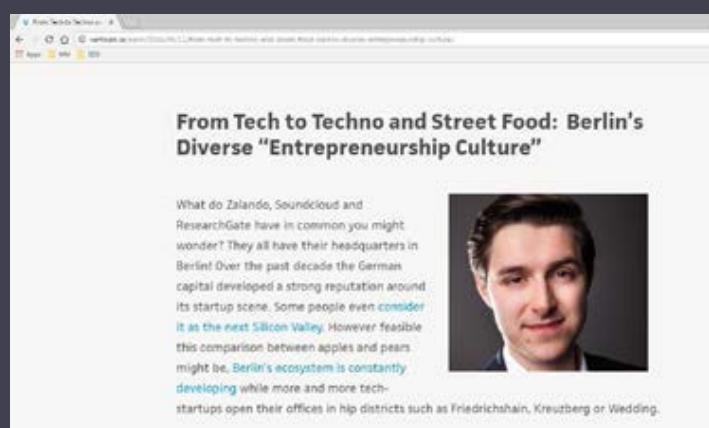 From Tech to Techno and Street Food: Berlin's
Diverse “Entrepreneurship Culture”
What do Zalando, Soundcloud and
ResearchGate have in common you might
wonder? They all have their headquarters in
Berlin! Over the past decade the German
capital developed a strong reputation around
its startup scene. Some people even consider
it as the next Silicon Valley. However feasible
this comparison between apples and pears
might be, Berlin's ecosystem is constantly
developing while more and more tech-
startups open their offices in hip districts such as Friedrichshain, Kreuzberg or Wedding.